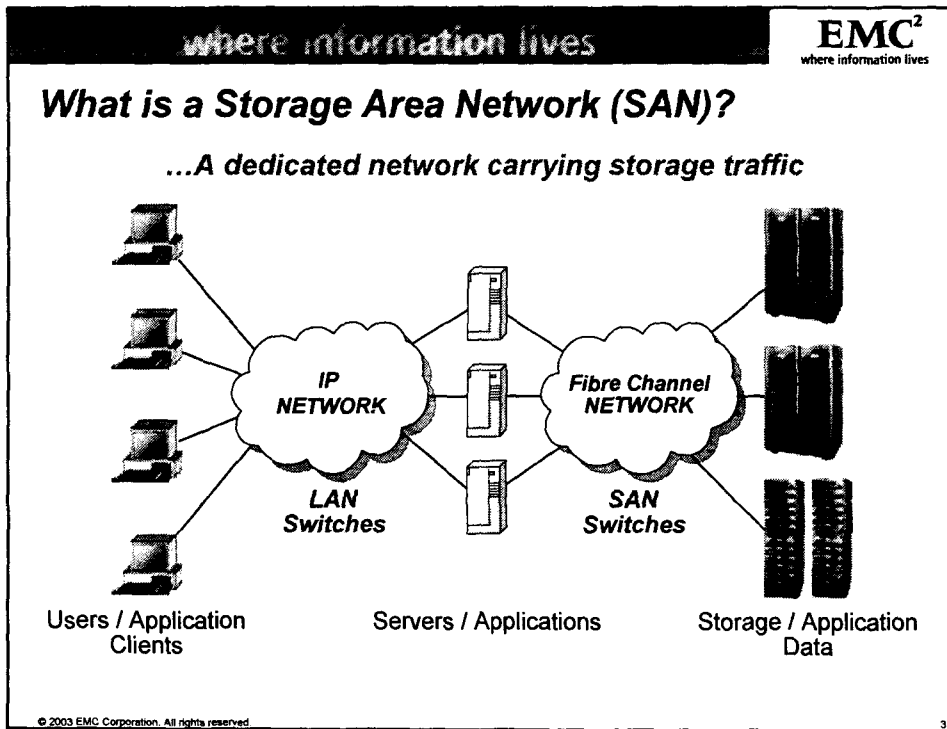 where information lives
EMC²
where information lives
What is a Storage Area Network (SAN)?
...A dedicated network carrying storage traffic
IP
NETWORK
Fibre Channel
NETWORK
LAN
Switches
SAN
Switches
Users / Application
Clients
Servers / Applications
Storage / Application
Data
© 2003 EMC Corporation. All rights reserved
3